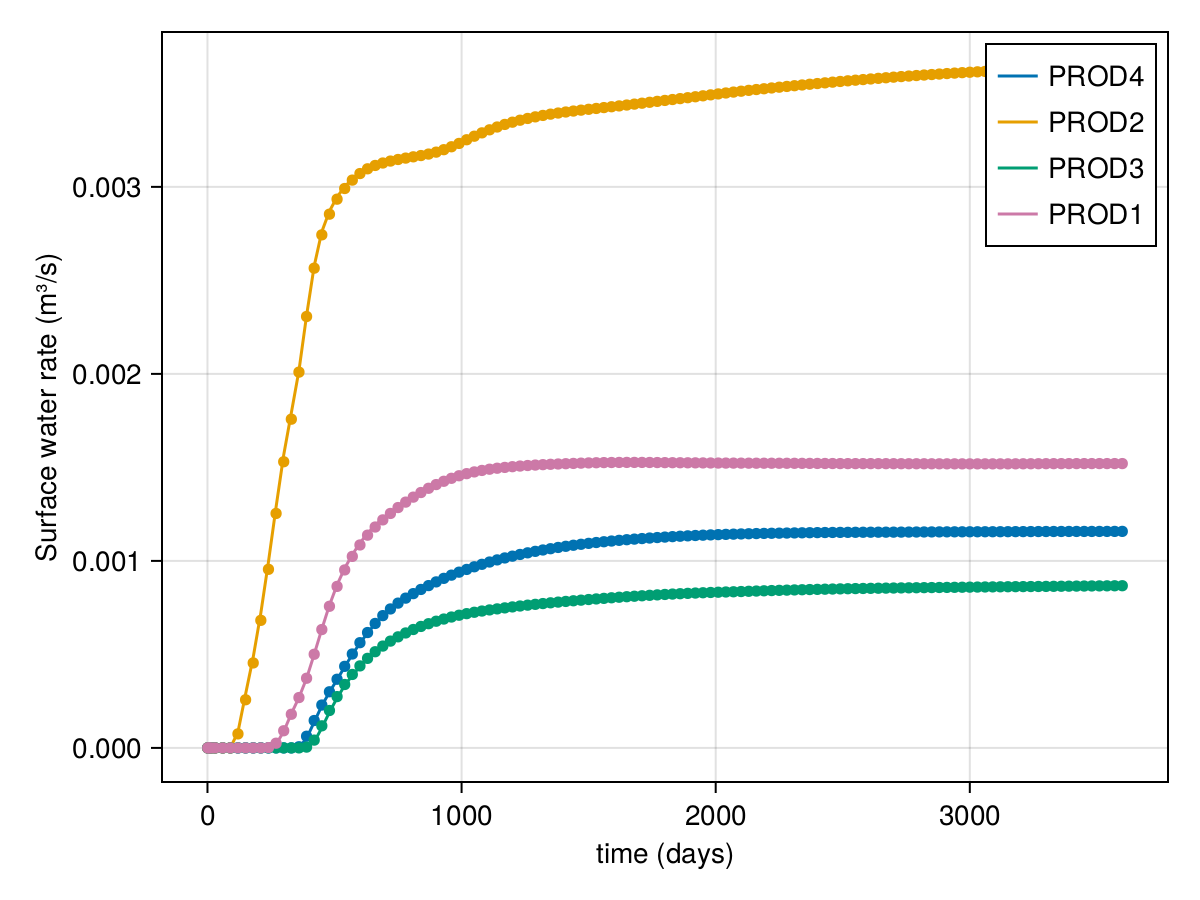 PROD4
PROD2
PROD3
PROD1
0.003
0.002
0.001
0.000
Surface water rate (m³/s)
0
1000
2000
3000
time (days)